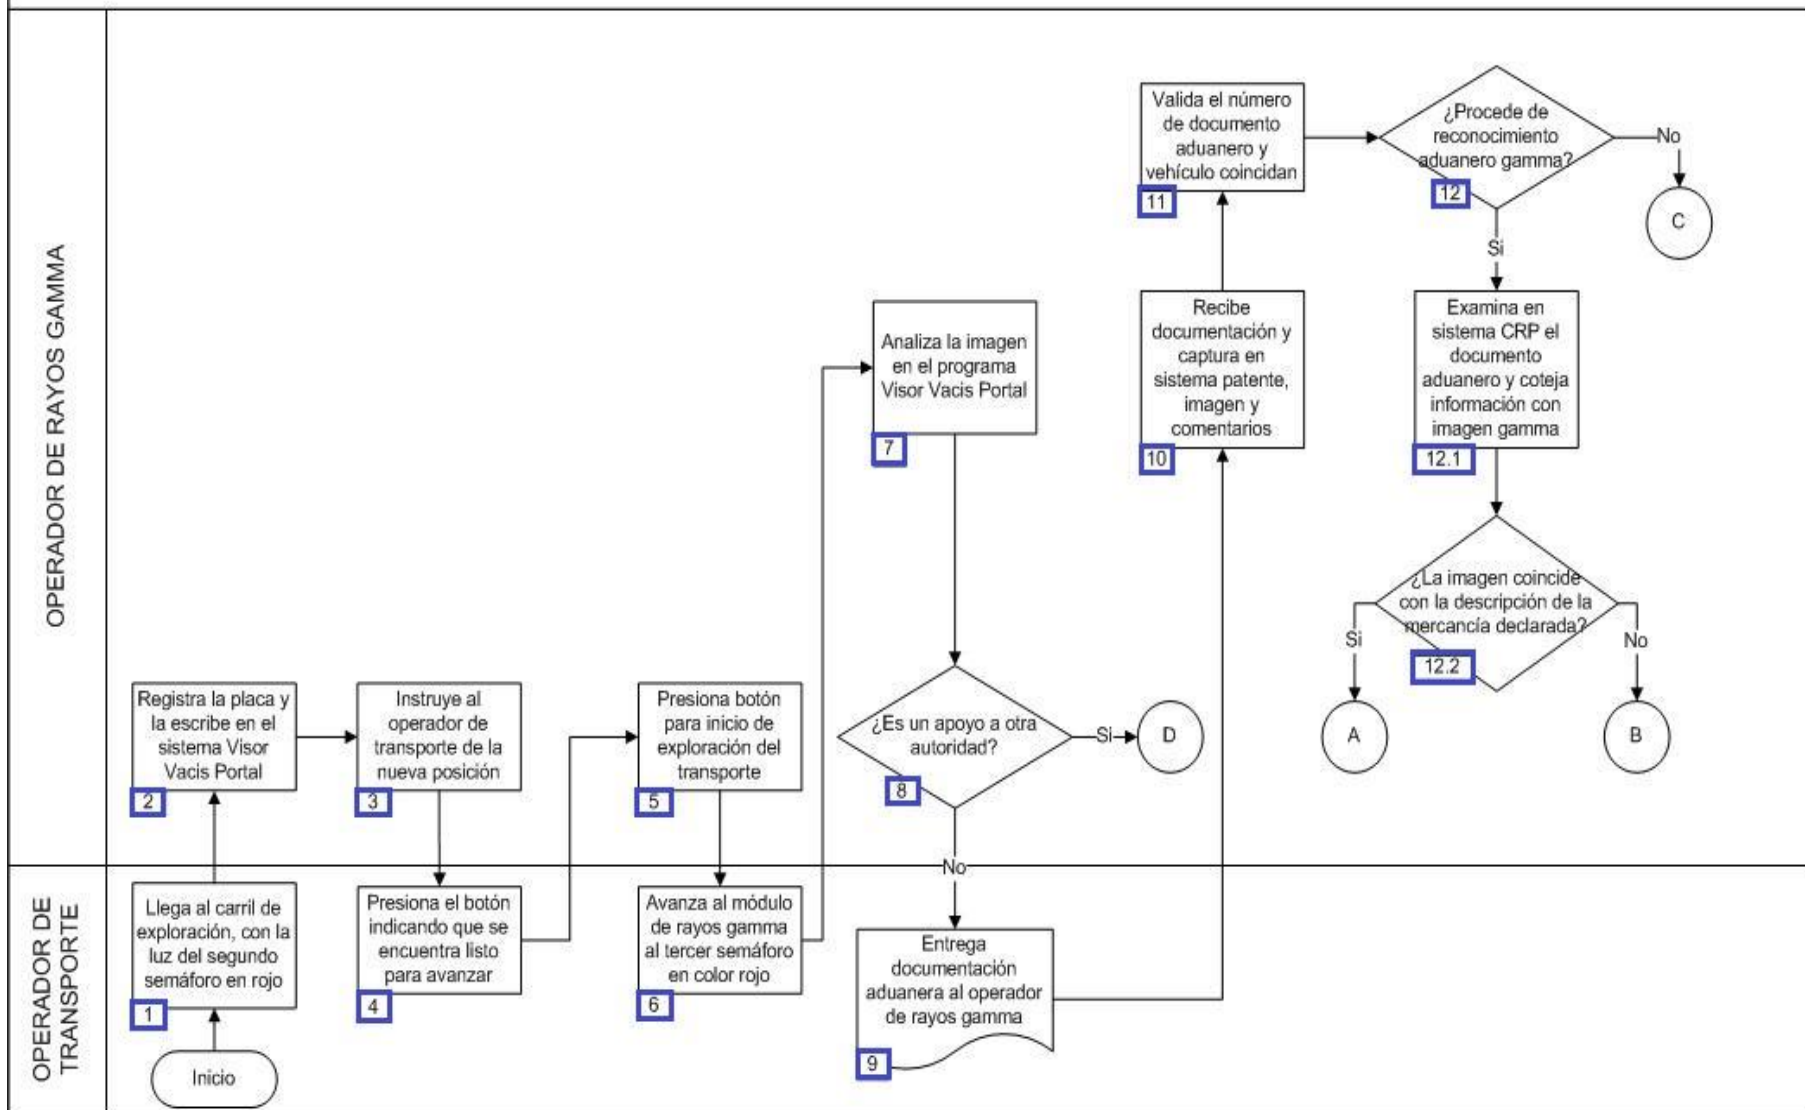 OPERADOR DE RAYOS GAMMA
OPERADOR DE
TRANSPORTE
Inicio
Llega al carril de
exploración, con la
luz del segundo
semáforo en rojo
1
Registra la placa y
la escribe en el
sistema Visor
Vacis Portal
2
Instruye al
operador de
transporte de la
nueva posición
3
Presiona el botón
indicando que se
encuentra listo
para avanzar
4
Presiona botón
para inicio de
exploración del
transporte
5
Avanza al módulo
de rayos gamma
al tercer semáforo
en color rojo
6
Analiza la imagen
en el programa
Visor Vacis Portal
7
¿Es un apoyo a otra
autoridad?
8
Si
D
No
Entrega
documentación
aduanera al operador
de rayos gamma
9
Recibe
documentación y
captura en
sistema patente,
imagen y
comentarios
10
Valida el número
de documento
aduanero y
vehículo coincidan
11
¿Procede de
reconocimiento
aduanero gamma?
12
No
C
Si
Examina en
sistema CRP el
documento
aduanero y coteja
información con
imagen gamma
12.1
¿La imagen coincide
con la descripción de la
mercancía declarada?
12.2
Si
A
No
B